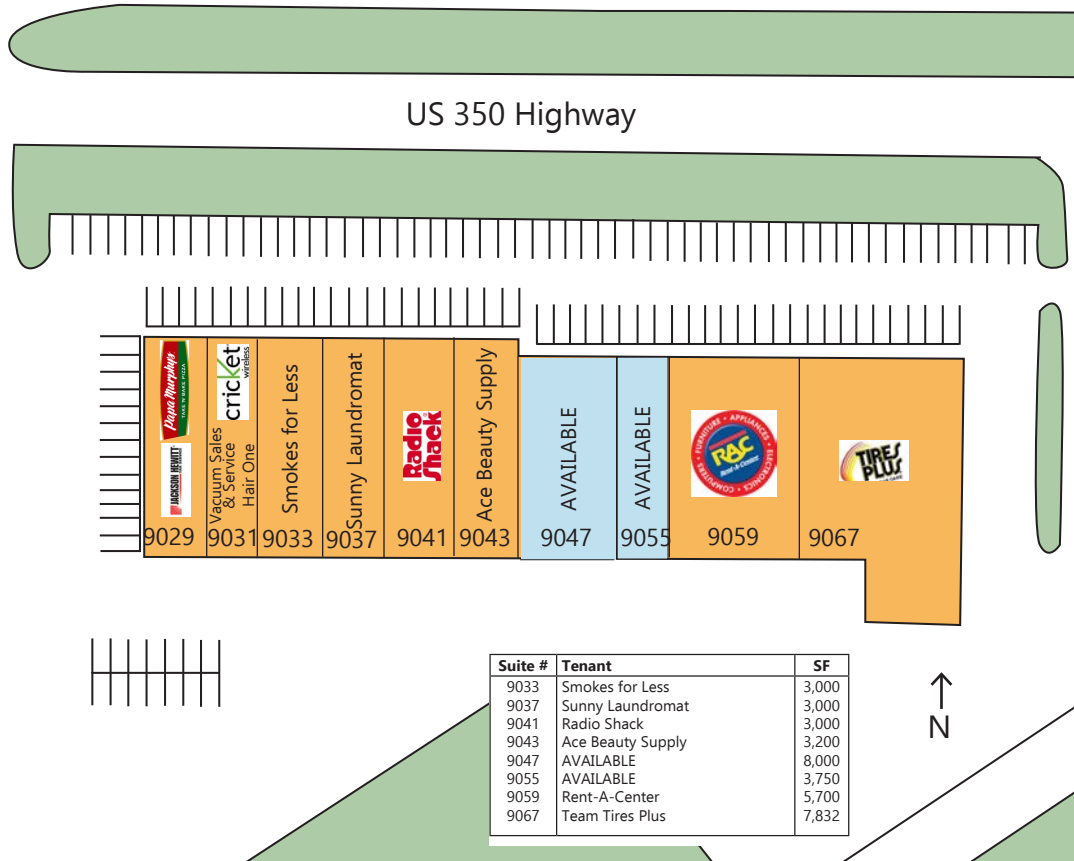 US 350 Highway
Papa Murphy's
TAKE 'N' BAKE PIZZA
JACKSON HEWITT
9029
cricket
wireless
Vacuum Sales
& Service
Hair One
9031
Smokes for Less
9033
Sunny Laundromat
9037
Radio
Shack
9041
Ace Beauty Supply
9043
AVAILABLE
9047
AVAILABLE
9055
FURNITURE • APPLIANCES • ELECTRONICS • COMPUTERS
RAC
Rent-A-Center
9059
TIRES
PLUS
9067
Suite # Tenant SF
9033 Smokes for Less 3,000
9037 Sunny Laundromat 3,000
9041 Radio Shack 3,000
9043 Ace Beauty Supply 3,200
9047 AVAILABLE 8,000
9055 AVAILABLE 3,750
9059 Rent-A-Center 5,700
9067 Team Tires Plus 7,832
N